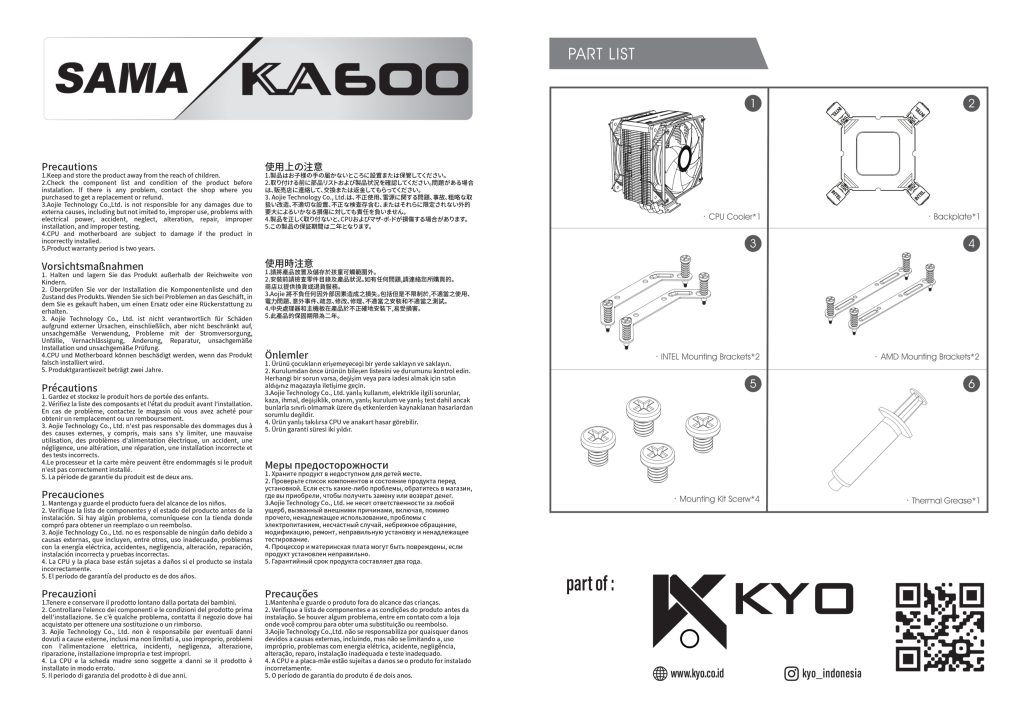 SAMA
KA600
Precautions
1.Keep and store the product away from the reach of children.
2.Check the component list and condition of the product before
instalation. If there is any problem, contact the shop where you
purchased to get a replacement or refund.
3.Aojie Technology Co.,Ltd. is not responsible for any damages due to
externa causes, including but not imited to, improper use, problems with
electrical power, accident, neglect, alteration, repair, improper
installation, and improper testing.
4.CPU and motherboard are subject to damage if the product in
incorrectly installed.
5.Product warranty period is two years.
Vorsichtsmaßnahmen
1. Halten und lagern Sie das Produkt außerhalb der Reichweite von
Kindern.
2. Überprüfen Sie vor der Installation die Komponentenliste und den
Zustand des Produkts. Wenden Sie sich bei Problemen an das Geschäft, in
dem Sie es gekauft haben, um einen Ersatz oder eine Rückerstattung zu
erhalten.
3. Aojie Technology Co., Ltd. ist nicht verantwortlich für Schäden
aufgrund externer Ursachen, einschließlich, aber nicht beschränkt auf,
unsachgemäße Verwendung, Probleme mit der Stromversorgung,
Unfälle, Vernachlässigung, Änderung, Reparatur, unsachgemäße
Installation und unsachgemäße Prüfung.
4.CPU und Motherboard können beschädigt werden, wenn das Produkt
falsch installiert wird.
5. Produktgarantiezeit beträgt zwei Jahre.
Précautions
1. Gardez et stockez le produit hors de portée des enfants.
2. Vérifiez la liste des composants et l'état du produit avant l'installation.
En cas de problème, contactez le magasin où vous avez acheté pour
obtenir un remplacement ou un remboursement.
3. Aojie Technology Co., Ltd. n'est pas responsable des dommages dus à
des causes externes, y compris, mais sans s'y limiter, une mauvaise
utilisation, des problèmes d'alimentation électrique, un accident, une
négligence, une altération, une réparation, une installation incorrecte et
des tests incorrects.
4.Le processeur et la carte mère peuvent être endommagés si le produit
n'est pas correctement installé.
5. La période de garantie du produit est de deux ans.
Precauciones
1. Mantenga y guarde el producto fuera del alcance de los niños.
2. Verifique la lista de componentes y el estado del producto antes de la
instalación. Si hay algún problema, comuníquese con la tienda donde
compró para obtener un reemplazo o un reembolso.
3. Aojie Technology Co., Ltd. no es responsable de ningún daño debido a
causas externas, que incluyen, entre otros, uso inadecuado, problemas
con la energía eléctrica, accidentes, negligencia, alteración, reparación,
instalación incorrecta y pruebas incorrectas.
4. La CPU y la placa base están sujetas a daños si el producto se instala
incorrectamente.
5. El período de garantía del producto es de dos años.
Precauzioni
1.Tenere e conservare il prodotto lontano dalla portata dei bambini.
2. Controllare l'elenco dei componenti e le condizioni del prodotto prima
dell'installazione. Se c'è qualche problema, contatta il negozio dove hai
acquistato per ottenere una sostituzione o un rimborso.
3. Aojie Technology Co., Ltd. non è responsabile per eventuali danni
dovuti a cause esterne, inclusi ma non limitati a, uso improprio, problemi
con l'alimentazione elettrica, incidenti, negligenza, alterazione,
riparazione, installazione impropria e test impropri.
4. La CPU e la scheda madre sono soggette a danni se il prodotto è
installato in modo errato.
5. Il periodo di garanzia del prodotto è di due anni.
使用上の注意
1.製品はお子様の手の届かないところに設置または保管してください。
2.取り付ける前に部品リストおよび製品状況を確認してください。問題がある場合
は、販売店に連絡して、交換または返金してもらってください。
3. Aojie Technology Co., Ltd.は、不正使用、電源に関する問題、事故、粗略な取
扱い改造、不適切な設置、不正な検査存含む、またはそれらに限定されない外的
要大によるいかなる損傷に対しても責任を負いません。
4.製品を正しく取り付ないと、CPUおよびマザ-ボ-ドが損傷する場合があります。
5.この製品の保証期間は二年となります。
使用時注意
1.請將產品放置及儲存於孩童可觸範圍外。
2.安裝前請檢查零件目錄及產品狀況。如有任何問題,請連絡您所購買的。
商店以提供換貨或退員服務。
3.Aojie 將不負任何因外部因素造成之損失。包括但是不限制於,不適當之使用、
電力問題、意外事件、疏忽、修改、修理、不適當之安裝和不適當之測試。
4.中央處理器和主機板在產品於不正確地安裝下,易受損害。
5.此產品的保固期限為二年。
Önlemler
1. Ürünü çocukların erişemeyeceği bir yerde saklayın ve saklayın.
2. Kurulumdan önce ürünün bileşen listesini ve durumunu kontrol edin.
Herhangi bir sorun varsa, değişim veya para iadesi almak için satın
aldığınız mağazayla iletişime geçin.
3.Aojie Technology Co., Ltd. yanlış kullanım, elektrikle ilgili sorunlar,
kaza, ihmal, değişiklik, onarım, yanlış kurulum ve yanlış test dahil ancak
bunlarla sınırlı olmamak üzere dış etkenlerden kaynaklanan hasarlardan
sorumlu değildir.
4. Ürün yanlış takılırsa CPU ve anakart hasar görebilir.
5. Ürün garanti süresi iki yıldır.
Меры предосторожности
1. Храните продукт в недоступном для детей месте.
2. Проверьте список компонентов и состояние продукта перед
установкой. Если есть какие-либо проблемы, обратитесь в магазин,
где вы приобрели, чтобы получить замену или возврат денег.
3.Aojie Technology Co., Ltd. не несет ответственности за любой
ущерб, вызванный внешними причинами, включая, помимо
прочего, ненадлежащее использование, проблемы с
электропитанием, несчастный случай, небрежное обращение,
модификацию, ремонт, неправильную установку и ненадлежащее
тестирование.
4. Процессор и материнская плата могут быть повреждены, если
продукт установлен неправильно.
5. Гарантийный срок продукта составляет два года.
Precauções
1.Mantenha e guarde o produto fora do alcance das crianças.
2. Verifique a lista de componentes e as condições do produto antes da
instalação. Se houver algum problema, entre em contato com a loja
onde você comprou para obter uma substituição ou reembolso.
3.Aojie Technology Co.,Ltd. não se responsabiliza por quaisquer danos
devidos a causas externas, incluindo, mas não se limitando a, uso
impróprio, problemas com energia elétrica, acidente, negligência,
alteração, reparo, instalação inadequada e teste inadequado.
4. A CPU e a placa-mãe estão sujeitas a danos se o produto for instalado
incorretamente.
5. O período de garantia do produto é de dois anos.
PART LIST
1
· CPU Cooler*1
2
· Backplate*1
3
· INTEL Mounting Brackets*2
4
· AMD Mounting Brackets*2
5
· Mounting Kit Scerw*4
6
· Thermal Grease*1
part of :
KYO
www.kyo.co.id
kyo_indonesia